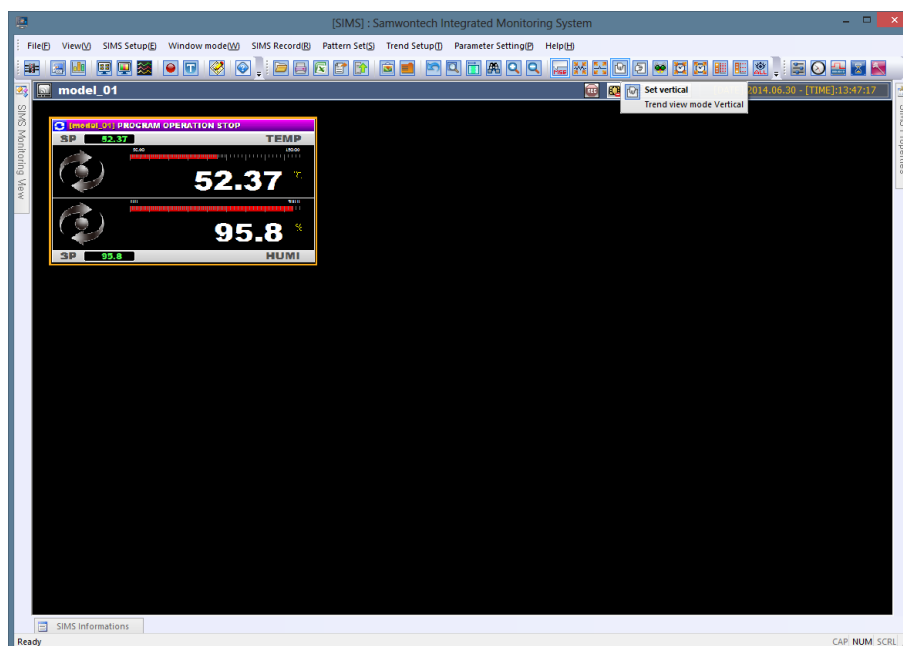 [SIMS] : Samwontech Integrated Monitoring System
File(F) View(V) SIMS Setup(E) Window mode(W) SIMS Record(R) Pattern Set(S) Trend Setup(T) Parameter Setting(P) Help(H)
model_01
2014.06.30 - [TIME]:13:47:17
Set vertical
Trend view mode Vertical
SIMS Monitoring View
SIMS Properties
[model_01] PROGRAM OPERATION STOP
SP 52.37 TEMP
52.37 ℃
95.8 %
SP 95.8 HUMI
SIMS Informations
Ready
CAP NUM SCRL